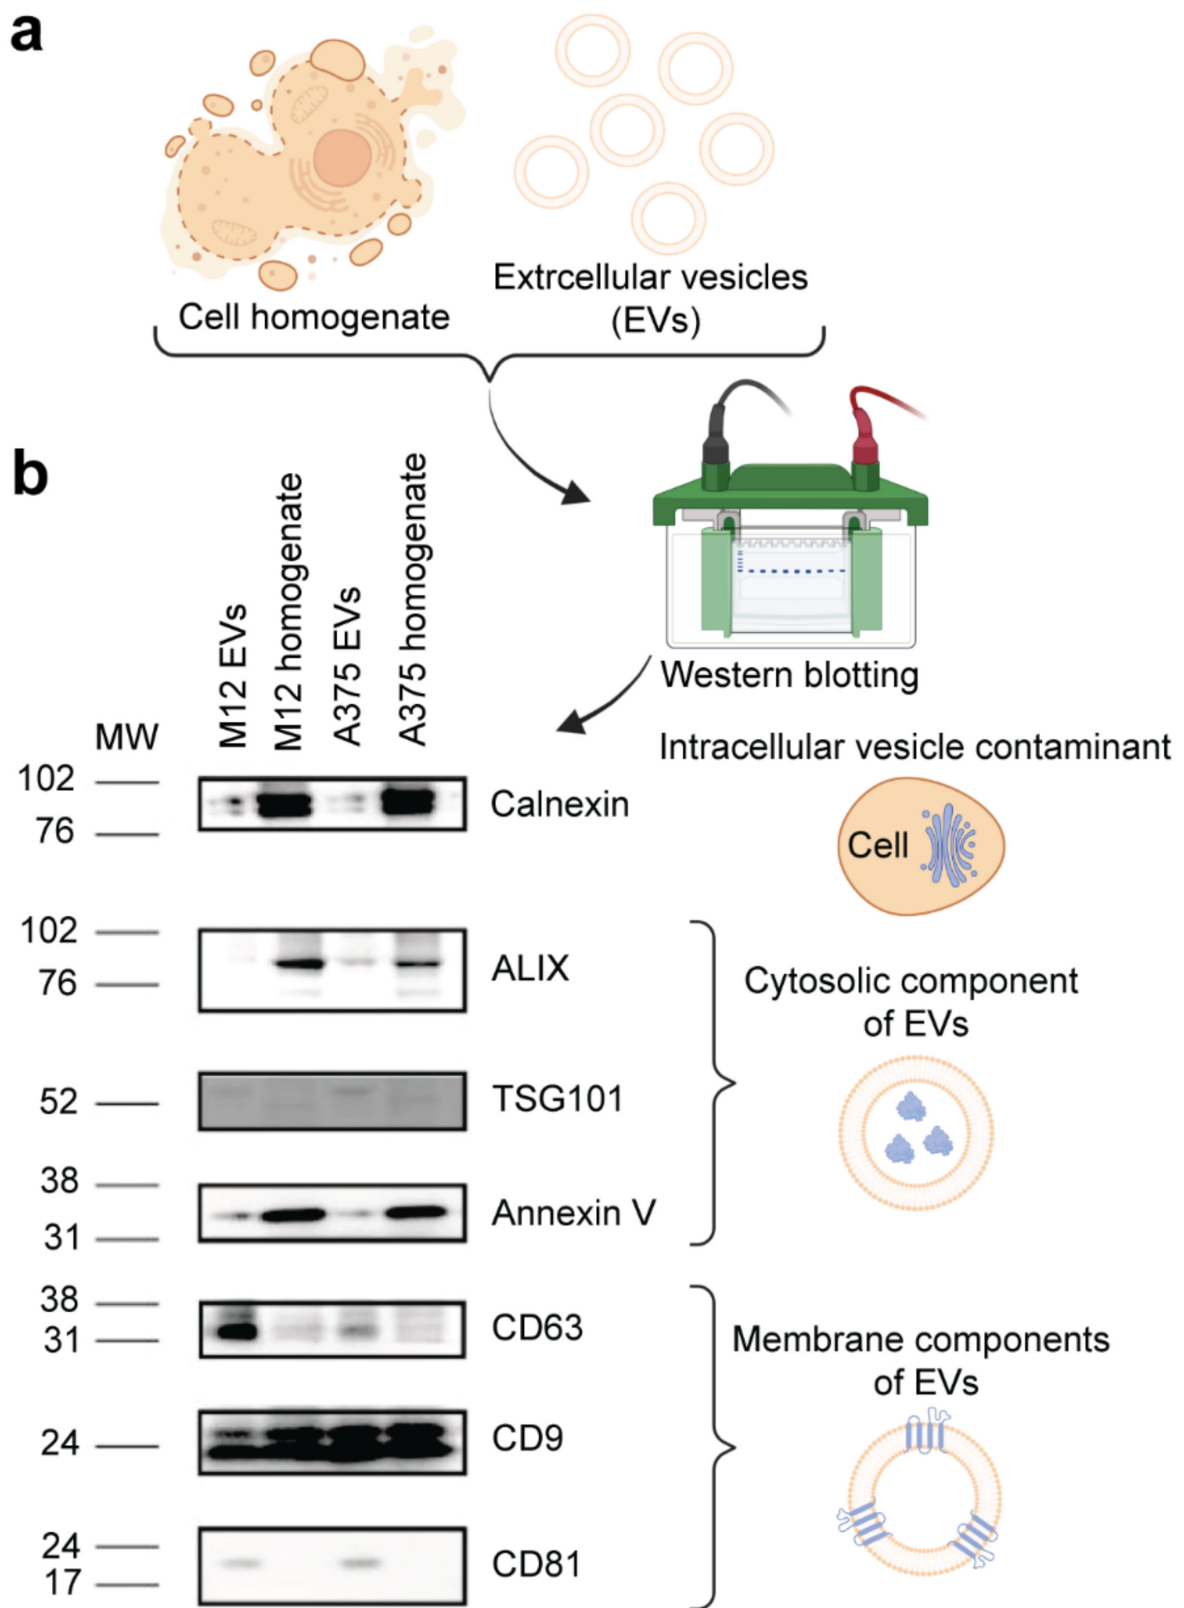 a
Cell homogenate
Extrcellular vesicles
(EVs)
b
M12 EVs
M12 homogenate
A375 EVs
A375 homogenate
Western blotting
MW
Intracellular vesicle contaminant
102
76
Calnexin
Cell
102
76
ALIX
Cytosolic component
of EVs
52
TSG101
38
31
Annexin V
38
31
CD63
Membrane components
of EVs
24
CD9
24
17
CD81